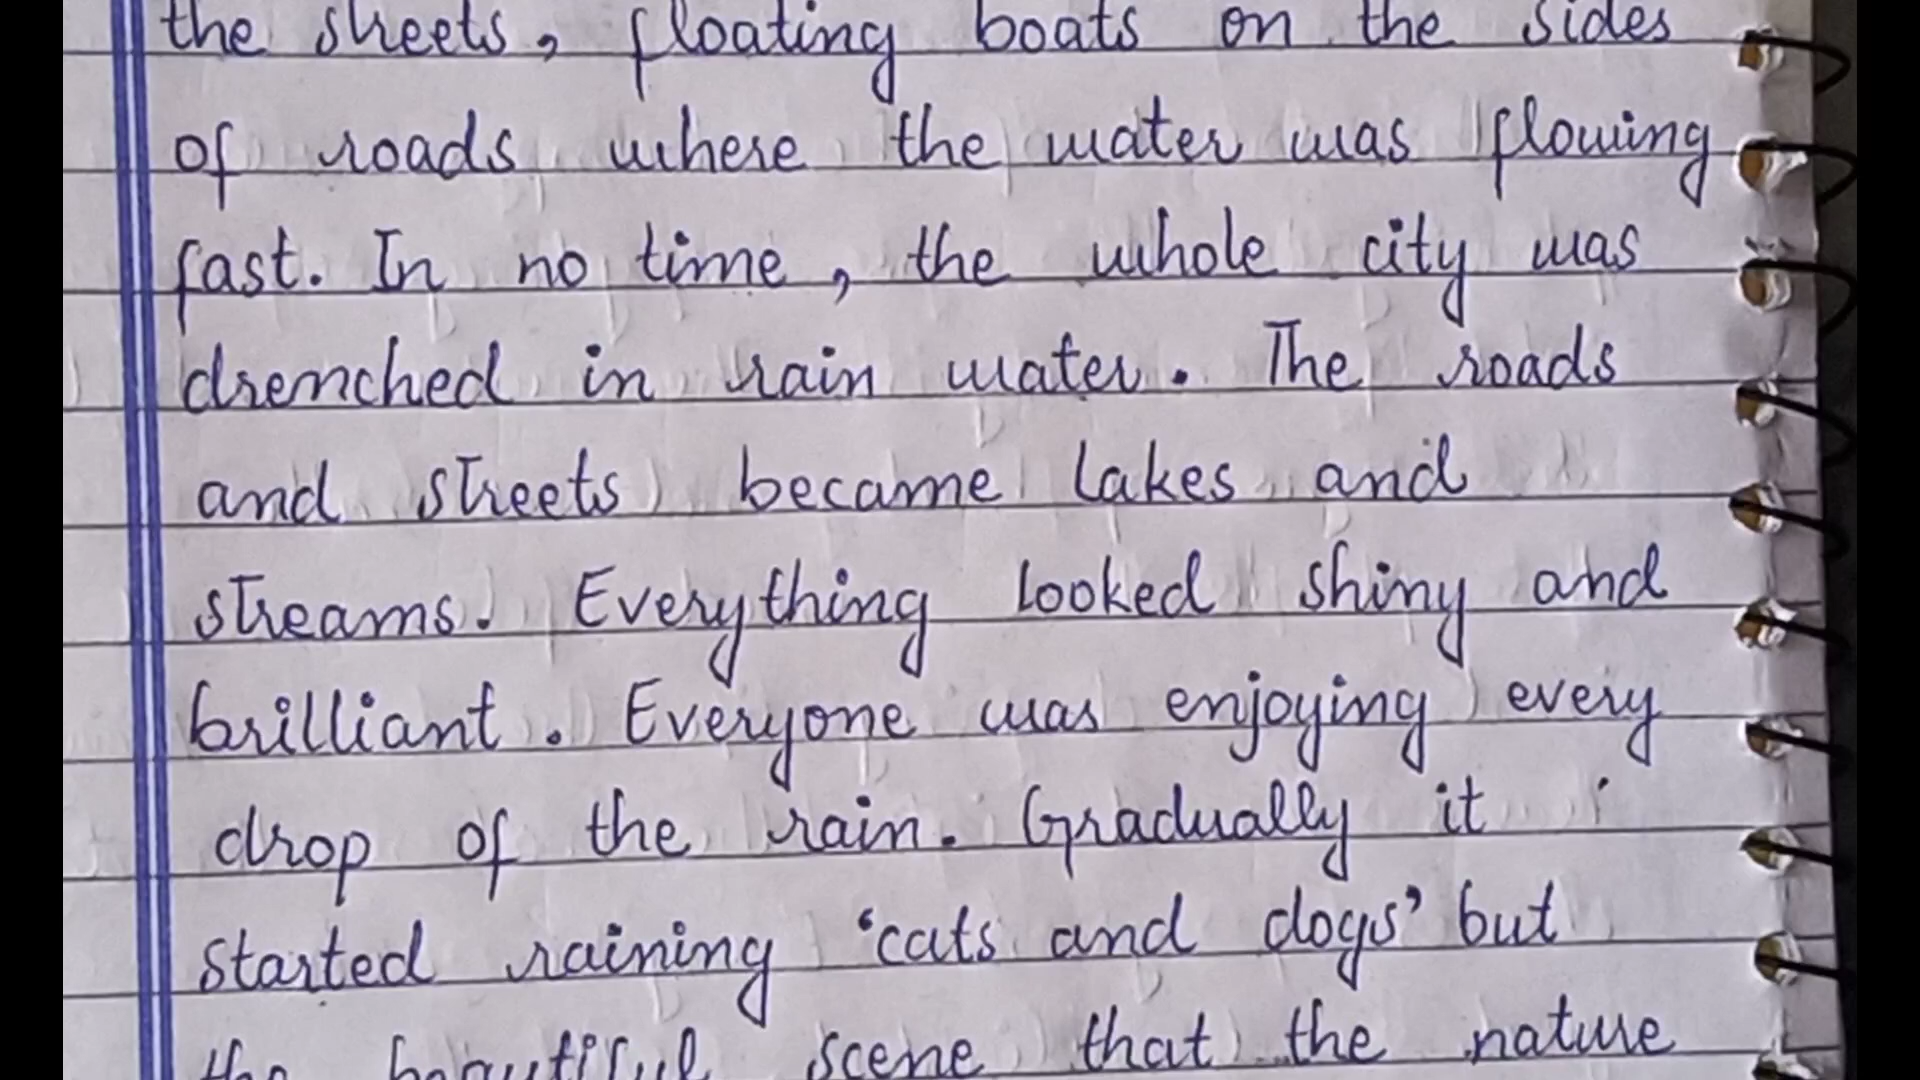 the streets, floating boats on the sides
of roads where the water was flowing
fast. In no time, the whole city was
drenched in rain water. The roads
and streets became lakes and
streams. Everything looked shiny and
brilliant. Everyone was enjoying every
drop of the rain. Gradually it
started raining 'cats and dogs' but
the beautiful scene that the nature